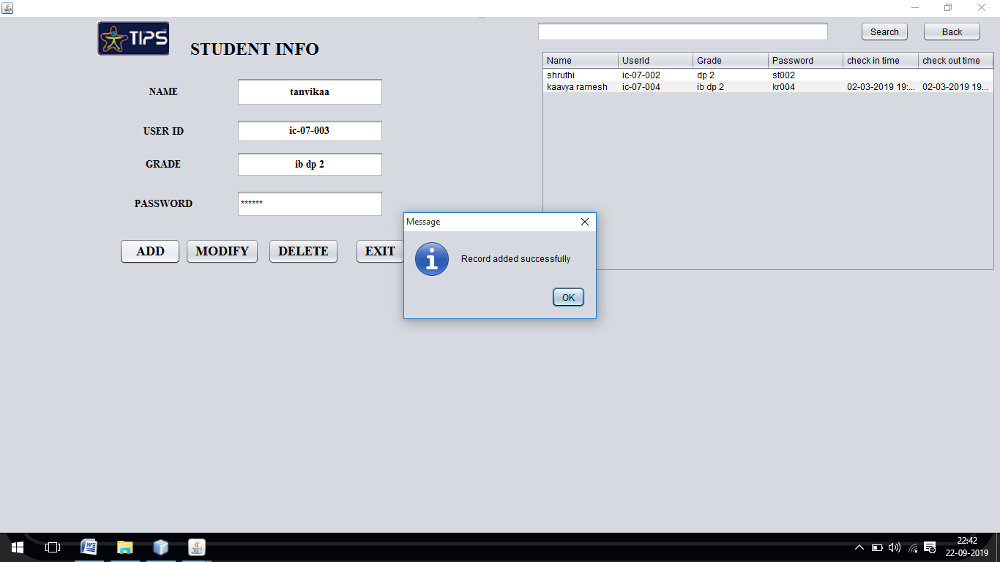 TIPS
STUDENT INFO
Search
Back
NAME
tanvikaa
USER ID
ic-07-003
GRADE
ib dp 2
PASSWORD
******
ADD
MODIFY
DELETE
EXIT
Name UserId Grade Password check in time check out time
shruthi ic-07-002 dp 2 st002
kaavya ramesh ic-07-004 ib dp 2 kr004 02-03-2019 19:... 02-03-2019 19...
Message
Record added successfully
OK
22:42
22-09-2019